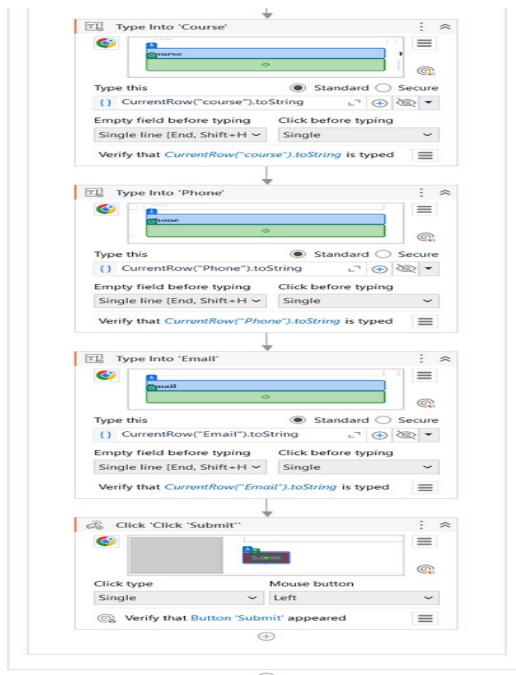 Type Into 'Course'
Course
Type this Standard Secure
CurrentRow("course").toString
Empty field before typing Click before typing
Single line [End, Shift+H Single
Verify that CurrentRow("course").toString is typed
Type Into 'Phone'
Phone
Type this Standard Secure
CurrentRow("Phone").toString
Empty field before typing Click before typing
Single line [End, Shift+H Single
Verify that CurrentRow("Phone").toString is typed
Type Into 'Email'
Email
Type this Standard Secure
CurrentRow("Email").toString
Empty field before typing Click before typing
Single line [End, Shift+H Single
Verify that CurrentRow("Email").toString is typed
Click 'Click 'Submit''
Submit
Click type Mouse button
Single Left
Verify that Button 'Submit' appeared